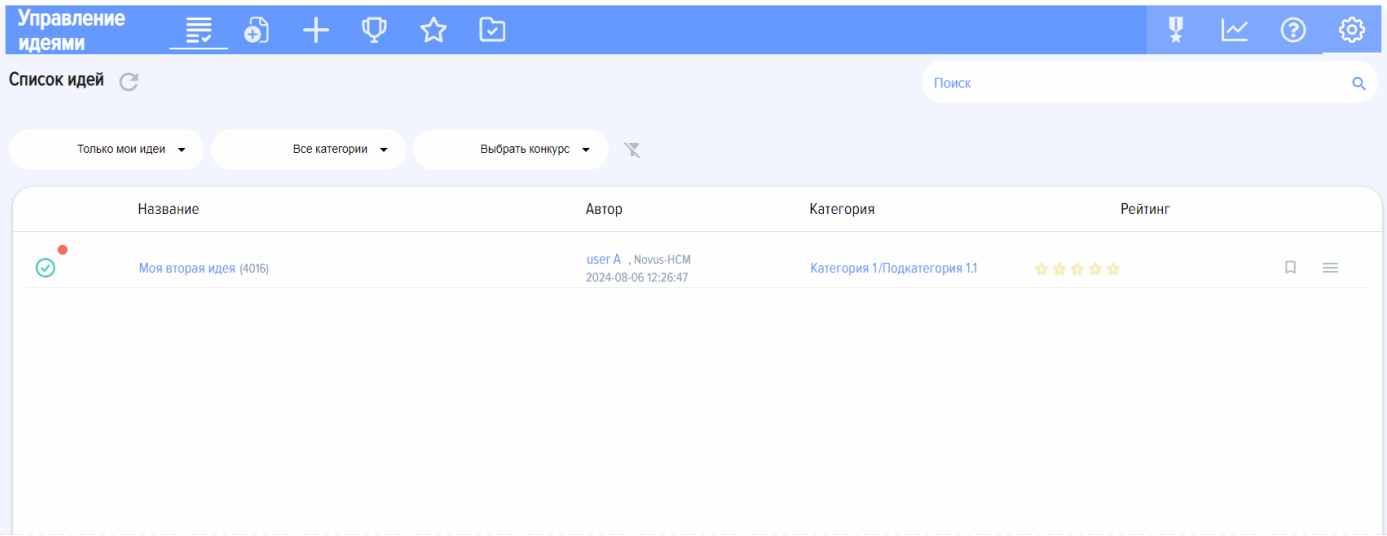 Управление
идеями
Список идей
Поиск
Только мои идеи
Все категории
Выбрать конкурс
Название
Автор
Категория
Рейтинг
Моя вторая идея (4016)
user A , Novus-HCM
2024-08-06 12:26:47
Категория 1/Подкатегория 1.1